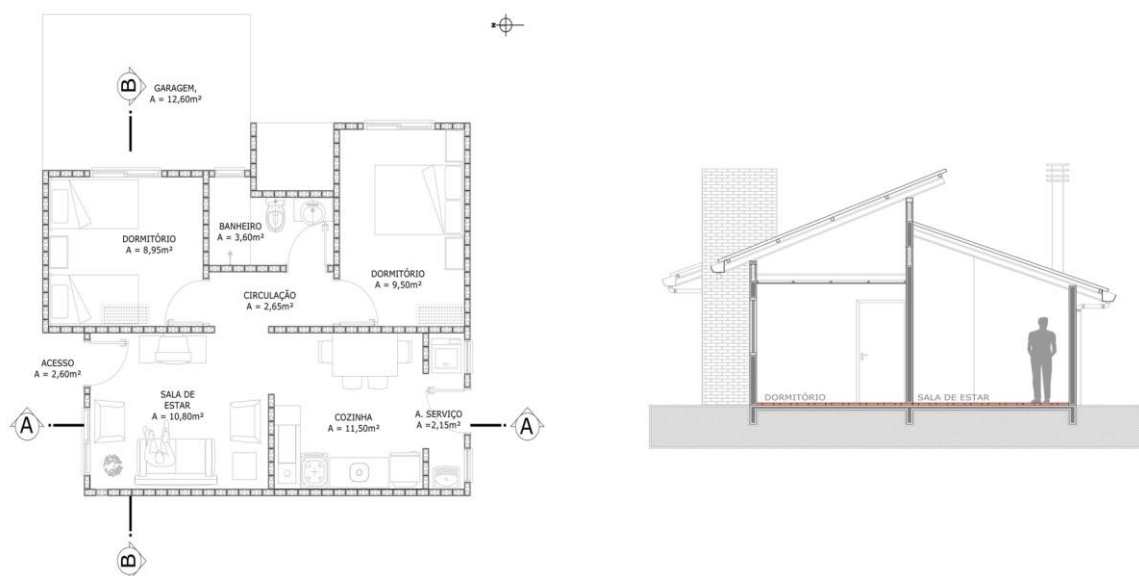 B
GARAGEM,
A = 12,60m²
N
DORMITÓRIO
A = 8,95m²
BANHEIRO
A = 3,60m²
DORMITÓRIO
A = 9,50m²
CIRCULAÇÃO
A = 2,65m²
ACESSO
A = 2,60m²
SALA DE
ESTAR
A = 10,80m²
COZINHA
A = 11,50m²
A. SERVIÇO
A =2,15m²
A
A
B
DORMITÓRIO
SALA DE ESTAR